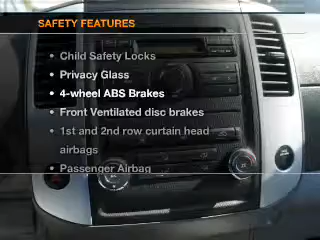 SAFETY FEATURES
• Child Safety Locks
• Privacy Glass
• 4-wheel ABS Brakes
• Front Ventilated disc brakes
• 1st and 2nd row curtain head
airbags
• Passenger Airbag